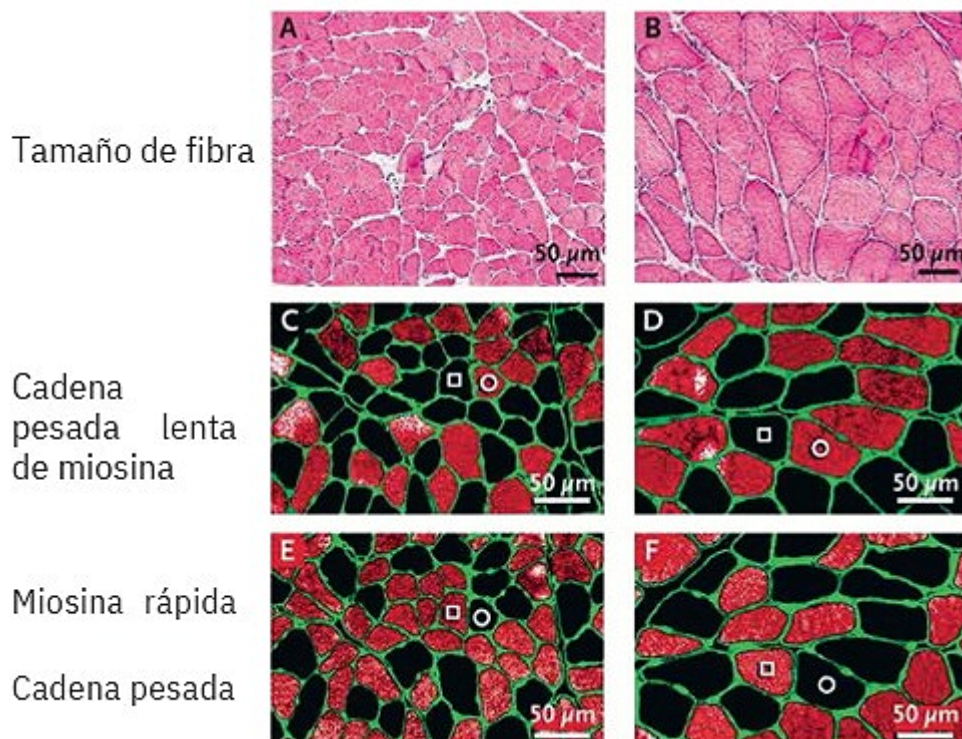 A
B
Tamaño de fibra
50 µm
50 µm
C
D
Cadena
pesada lenta
de miosina
50 µm
50 µm
E
F
Miosina rápida
Cadena pesada
50 µm
50 µm